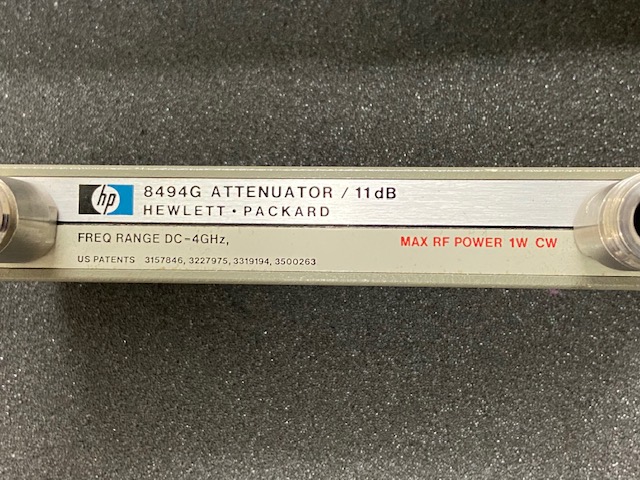 hp 8494G ATTENUATOR / 11dB
HEWLETT • PACKARD
FREQ RANGE DC-4GHz, MAX RF POWER 1W CW
US PATENTS 3157846, 3227975, 3319194, 3500263